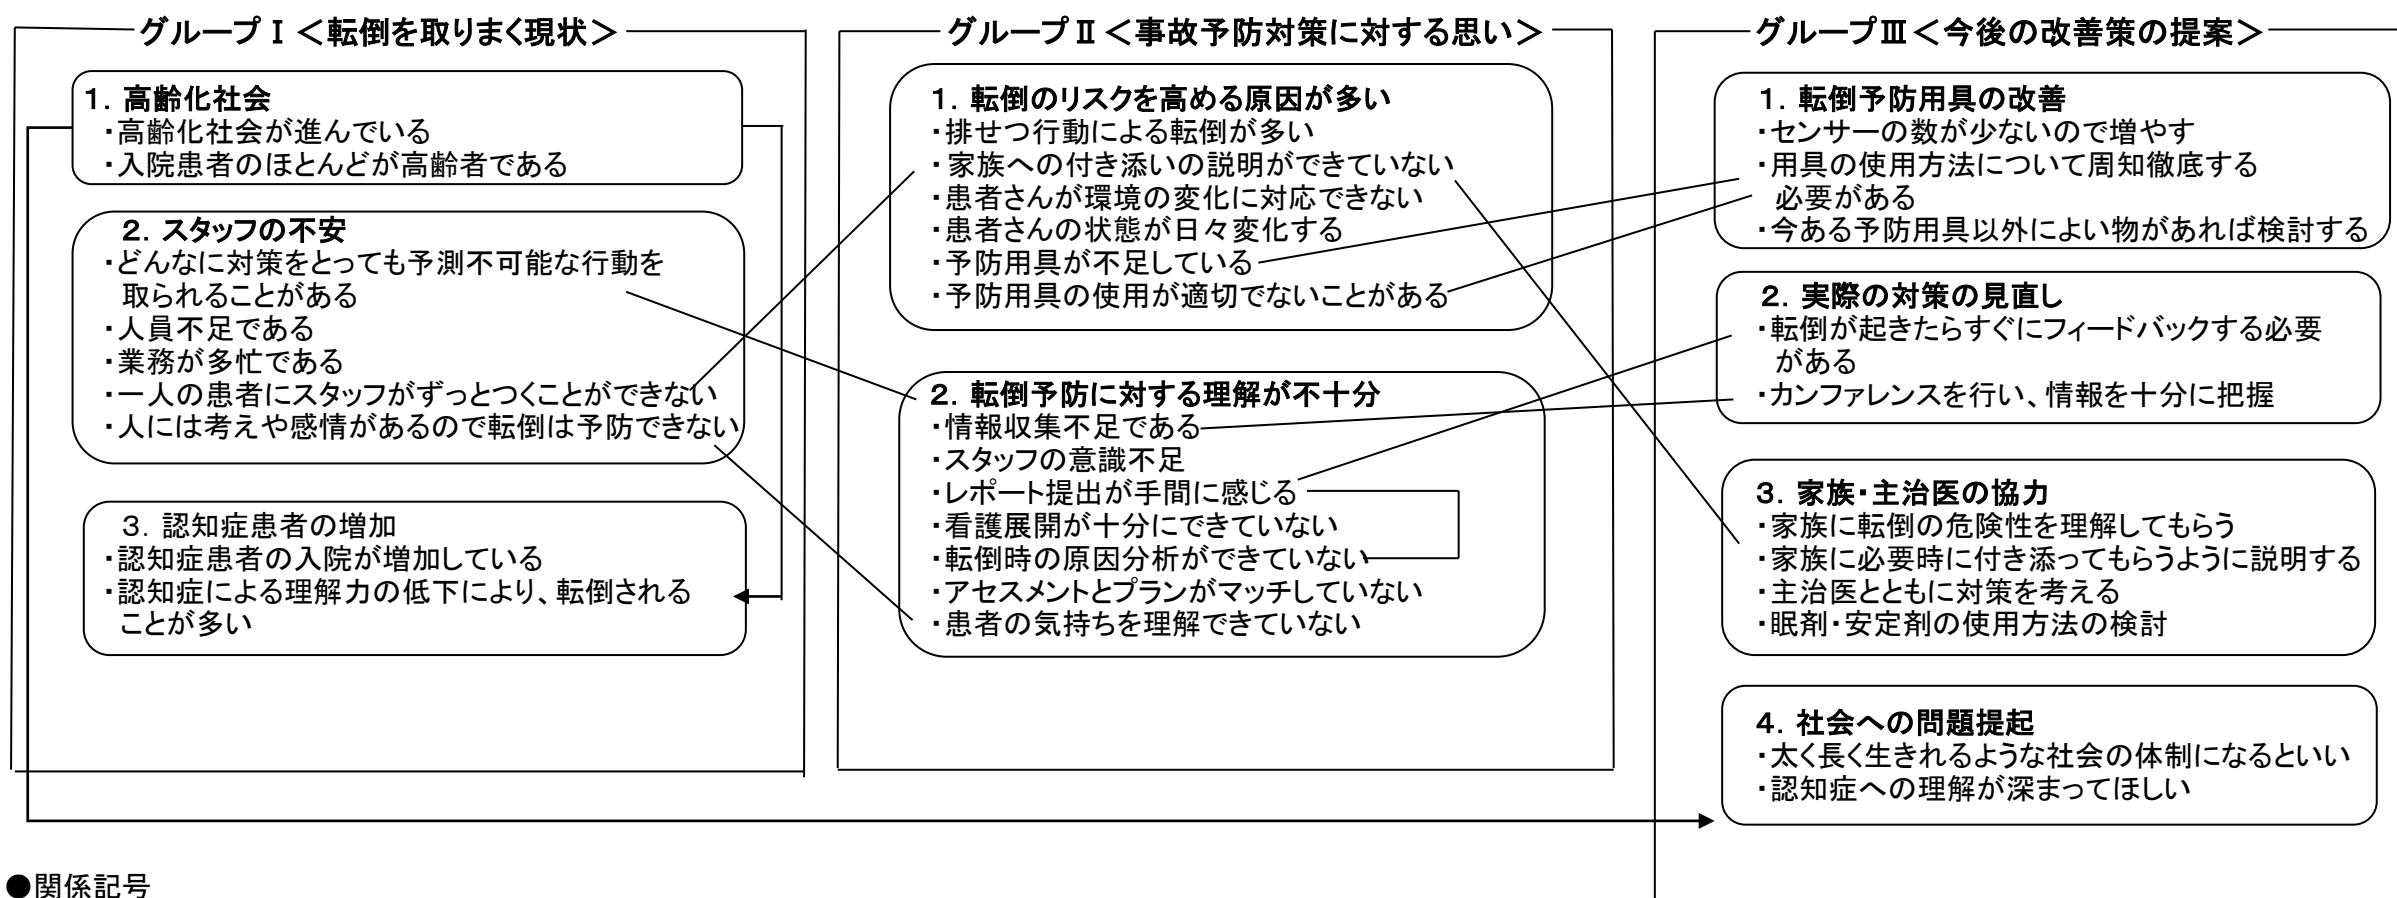 グループⅠ＜転倒を取りまく現状＞
1．高齢化社会
・高齢化社会が進んでいる
・入院患者のほとんどが高齢者である
2．スタッフの不安
・どんなに対策をとっても予測不可能な行動を
取られることがある
・人員不足である
・業務が多忙である
・一人の患者にスタッフがずっとつくことができない
・人には考えや感情があるので転倒は予防できない
3．認知症患者の増加
・認知症患者の入院が増加している
・認知症による理解力の低下により、転倒される
ことが多い
グループⅡ＜事故予防対策に対する思い＞
1．転倒のリスクを高める原因が多い
・排せつ行動による転倒が多い
・家族への付き添いの説明ができていない
・患者さんが環境の変化に対応できない
・患者さんの状態が日々変化する
・予防用具が不足している
・予防用具の使用が適切でないことがある
2．転倒予防に対する理解が不十分
・情報収集不足である
・スタッフの意識不足
・レポート提出が手間に感じる
・看護展開が十分にできていない
・転倒時の原因分析ができていない
・アセスメントとプランがマッチしていない
・患者の気持ちを理解できていない
グループⅢ＜今後の改善策の提案＞
1．転倒予防用具の改善
・センサーの数が少ないので増やす
・用具の使用方法について周知徹底する
必要がある
・今ある予防用具以外によい物があれば検討する
2．実際の対策の見直し
・転倒が起きたらすぐにフィードバックする必要
がある
・カンファレンスを行い、情報を十分に把握
3．家族・主治医の協力
・家族に転倒の危険性を理解してもらう
・家族に必要時に付き添ってもらうように説明する
・主治医とともに対策を考える
・眠剤・安定剤の使用方法の検討
4．社会への問題提起
・太く長く生きれるような社会の体制になるといい
・認知症への理解が深まってほしい
●関係記号